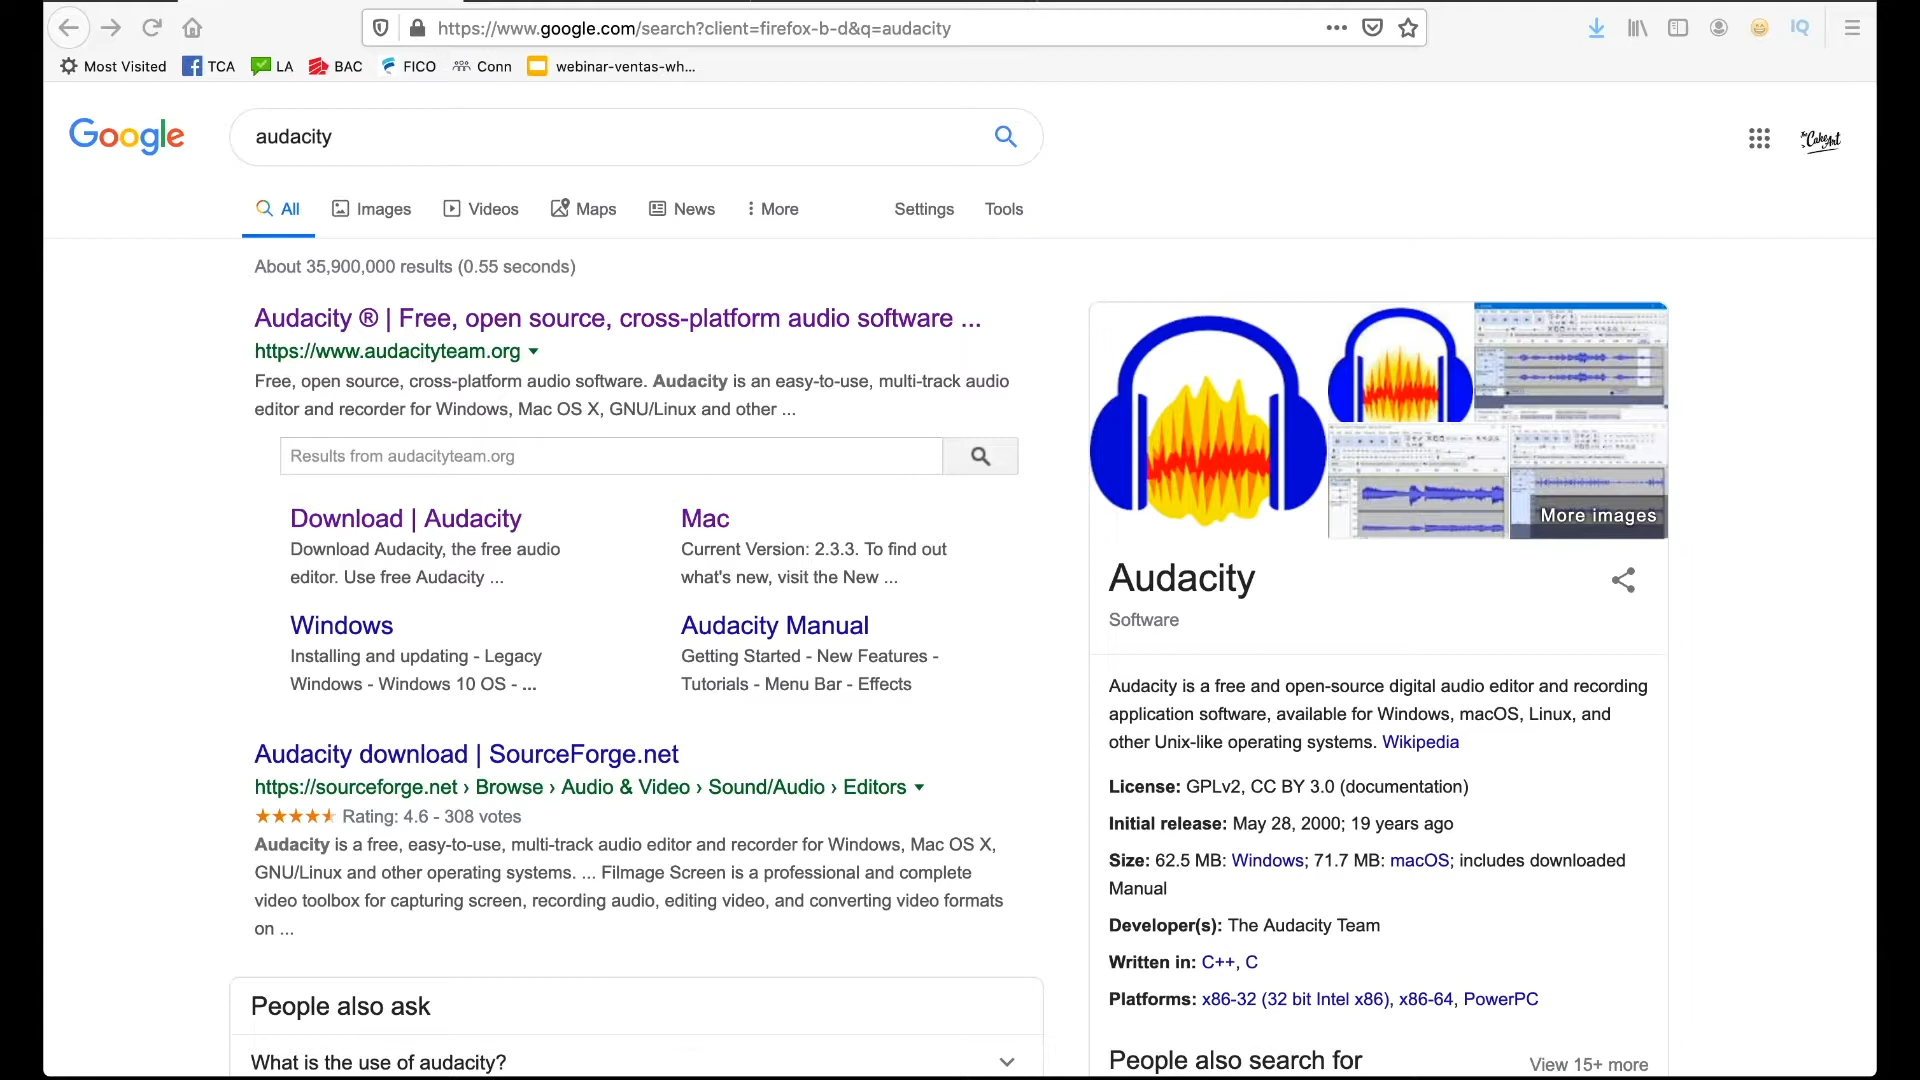 https://www.google.com/search?client=firefox-b-d&q=audacity
IQ
Most Visited
TCA
LA
BAC
FICO
Conn
webinar-ventas-wh...
Google
audacity
The Cake Art
All
Images
Videos
Maps
News
More
Settings
Tools
About 35,900,000 results (0.55 seconds)
Audacity ® | Free, open source, cross-platform audio software ...
https://www.audacityteam.org
Free, open source, cross-platform audio software. Audacity is an easy-to-use, multi-track audio
editor and recorder for Windows, Mac OS X, GNU/Linux and other ...
Results from audacityteam.org
Download | Audacity
Download Audacity, the free audio
editor. Use free Audacity ...
Mac
Current Version: 2.3.3. To find out
what's new, visit the New ...
Windows
Installing and updating - Legacy
Windows - Windows 10 OS - ...
Audacity Manual
Getting Started - New Features -
Tutorials - Menu Bar - Effects
Audacity download | SourceForge.net
https://sourceforge.net › Browse › Audio & Video › Sound/Audio › Editors
Rating: 4.6 - 308 votes
Audacity is a free, easy-to-use, multi-track audio editor and recorder for Windows, Mac OS X,
GNU/Linux and other operating systems. ... Filmage Screen is a professional and complete
video toolbox for capturing screen, recording audio, editing video, and converting video formats
on ...
People also ask
What is the use of audacity?
More images
Audacity
Software
Audacity is a free and open-source digital audio editor and recording
application software, available for Windows, macOS, Linux, and
other Unix-like operating systems. Wikipedia
License: GPLv2, CC BY 3.0 (documentation)
Initial release: May 28, 2000; 19 years ago
Size: 62.5 MB: Windows; 71.7 MB: macOS; includes downloaded
Manual
Developer(s): The Audacity Team
Written in: C++, C
Platforms: x86-32 (32 bit Intel x86), x86-64, PowerPC
People also search for
View 15+ more